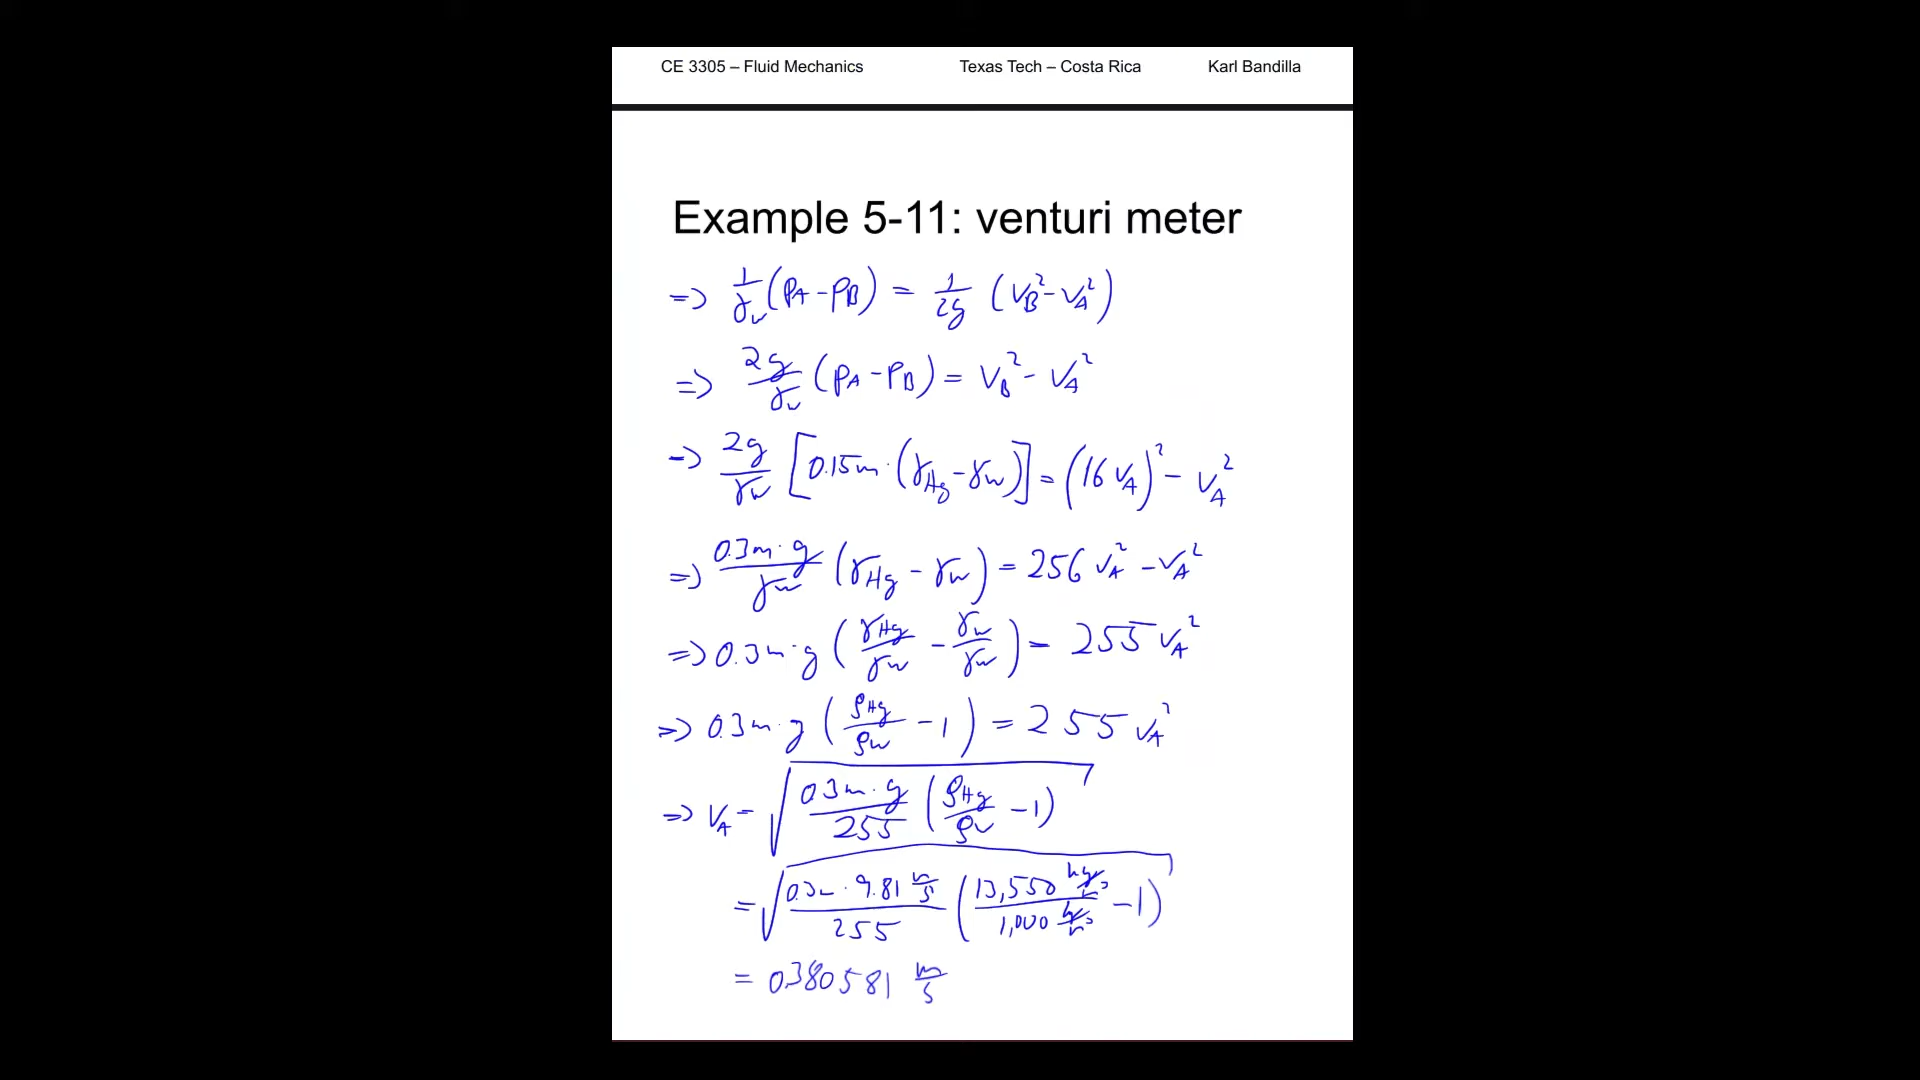 CE 3305 – Fluid Mechanics Texas Tech – Costa Rica Karl Bandilla
Example 5-11: venturi meter
=> 1/γw (PA - PB) = 1/2g (VB² - VA²)
=> 2g/γw (PA - PB) = VB² - VA²
=> 2g/γw [0.15m · (γHg - γw)] = (16 VA)² - VA²
=> 0.3m · g/γw (γHg - γw) = 256 VA² - VA²
=> 0.3m · g (γHg/γw - γw/γw) = 255 VA²
=> 0.3m · g (ρHg/ρw - 1) = 255 VA²
=> VA = √(0.3m · g/255 (ρHg/ρw - 1))
= √(0.3m · 9.81 m/s²/255 (13,550 kg/m³/1,000 kg/m³ - 1))
= 0.380581 m/s